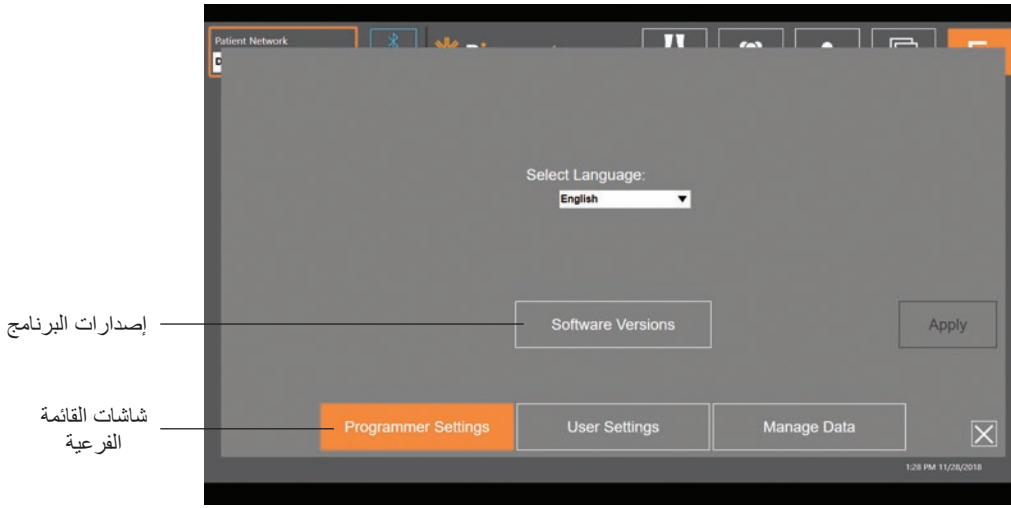 Patient Network
D
Select Language:
English
إصدارات البرنامج
Software Versions
Apply
شاشات القائمة
الفرعية
Programmer Settings
User Settings
Manage Data
1:28 PM 11/28/2018